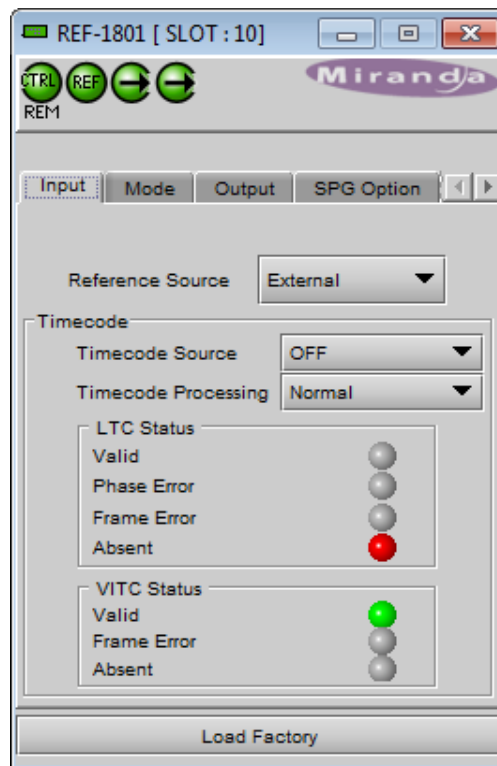 REF-1801 [ SLOT : 10]
CTRL REF
REM
Miranda
Input Mode Output SPG Option
Reference Source External
Timecode
Timecode Source OFF
Timecode Processing Normal
LTC Status
Valid
Phase Error
Frame Error
Absent
VITC Status
Valid
Frame Error
Absent
Load Factory